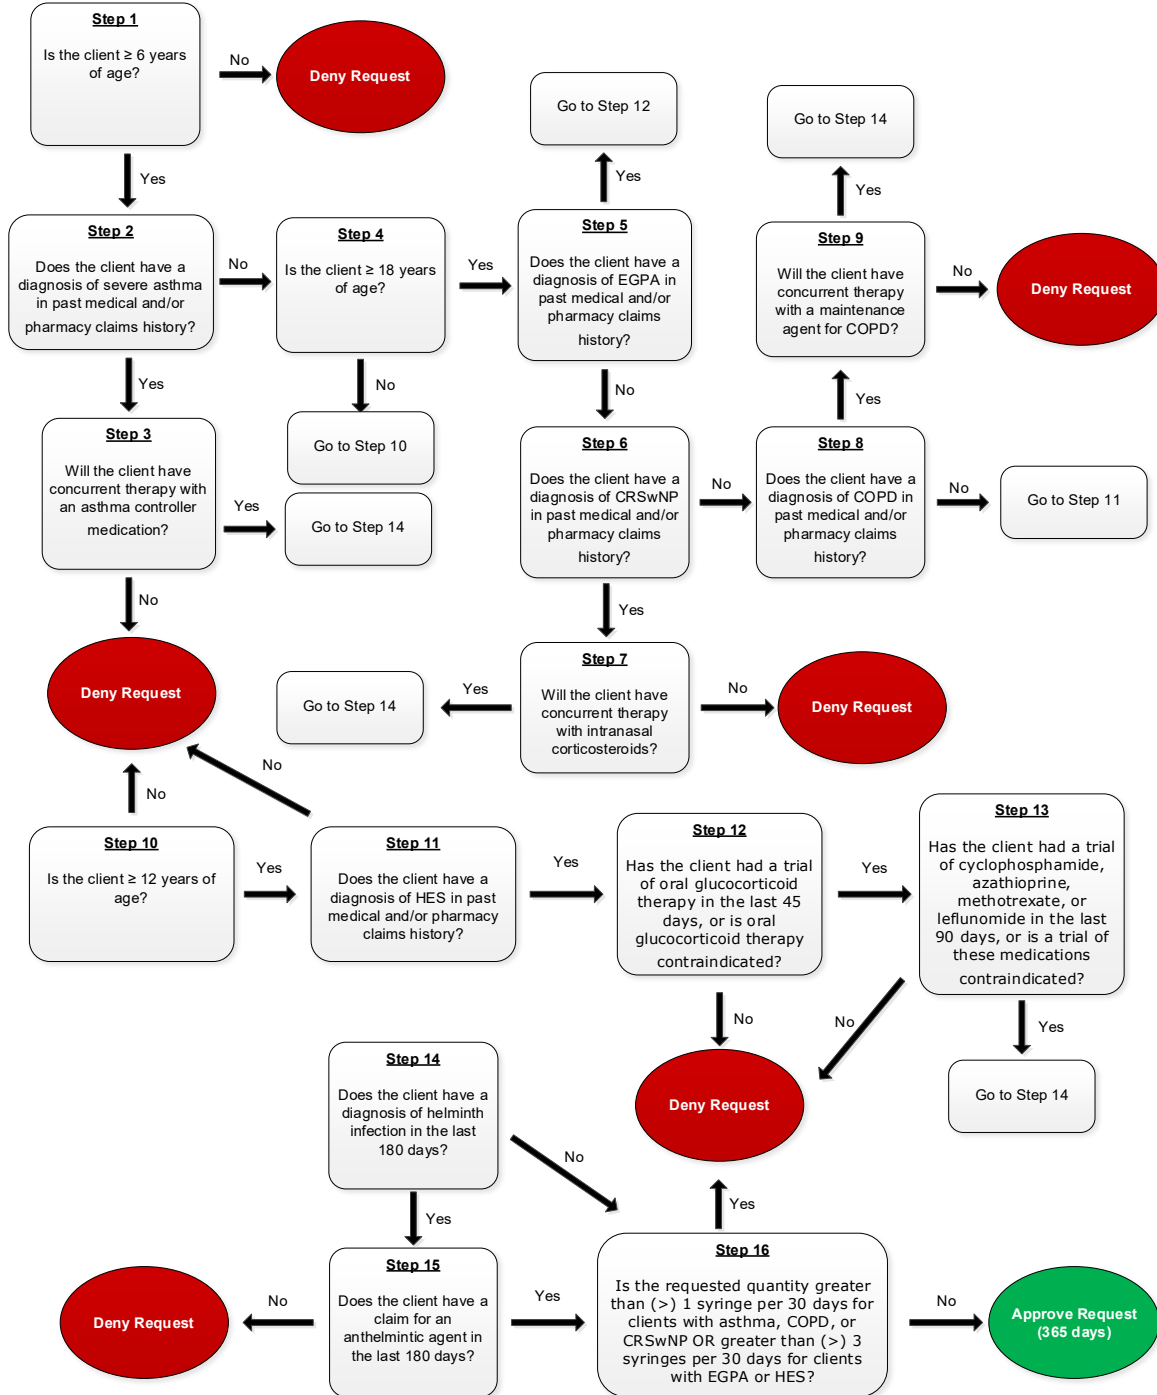 Step 1
Is the client ≥ 6 years
of age?
No
Deny Request
Yes
Go to Step 12
Yes
Go to Step 14
Yes
Step 2
Does the client have a
diagnosis of severe asthma
in past medical and/or
pharmacy claims history?
No
Step 4
Is the client ≥ 18 years
of age?
Yes
Step 5
Does the client have a
diagnosis of EGPA in
past medical and/or
pharmacy claims
history?
Step 9
Will the client have
concurrent therapy
with a maintenance
agent for COPD?
No
Deny Request
Yes
No
Go to Step 10
No
Yes
Step 3
Will the client have
concurrent therapy with
an asthma controller
medication?
Yes
Go to Step 14
No
Step 6
Does the client have a
diagnosis of CRSwNP
in past medical and/or
pharmacy claims
history?
No
Step 8
Does the client have a
diagnosis of COPD in
past medical and/or
pharmacy claims
history?
No
Go to Step 11
Yes
Deny Request
Go to Step 14
Yes
Step 7
Will the client have
concurrent therapy
with intranasal
corticosteroids?
No
Deny Request
No
No
Step 10
Is the client ≥ 12 years of
age?
Yes
Step 11
Does the client have a
diagnosis of HES in past
medical and/or pharmacy
claims history?
Yes
Step 12
Has the client had a trial
of oral glucocorticoid
therapy in the last 45
days, or is oral
glucocorticoid therapy
contraindicated?
Yes
Step 13
Has the client had a trial
of cyclophosphamide,
azathioprine,
methotrexate, or
leflunomide in the last
90 days, or is a trial of
these medications
contraindicated?
No
No
Yes
Deny Request
Go to Step 14
Step 14
Does the client have a
diagnosis of helminth
infection in the last
180 days?
No
Yes
Yes
Deny Request
No
Step 15
Does the client have a
claim for an
anthelmintic agent in
the last 180 days?
Yes
Step 16
Is the requested quantity greater
than (>) 1 syringe per 30 days for
clients with asthma, COPD, or
CRSwNP OR greater than (>) 3
syringes per 30 days for clients
with EGPA or HES?
No
Approve Request
(365 days)